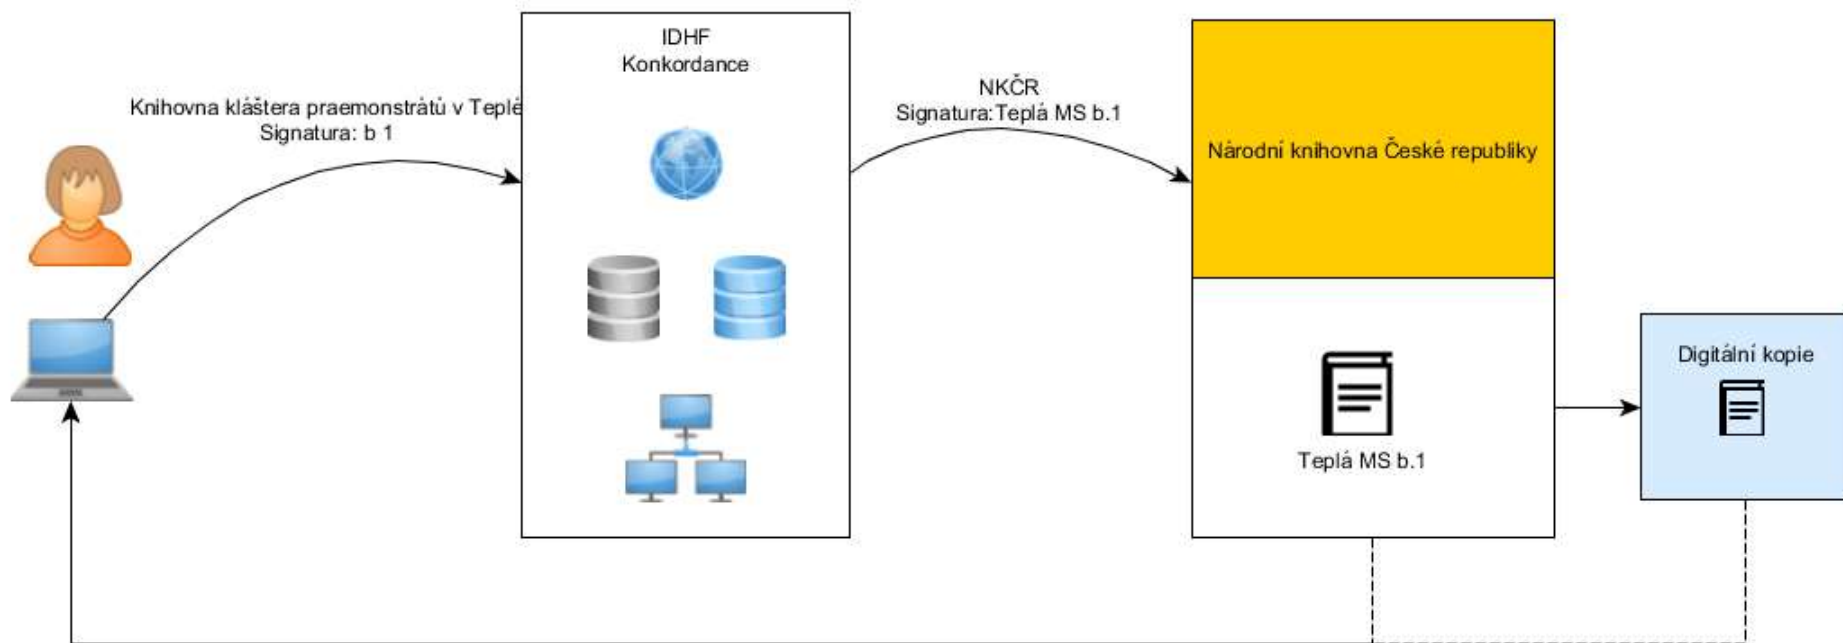 Knihovna kláštera praemonstrátů v Teplé
Signatura: b 1
IDHF
Konkordance
NKČR
Signatura:Teplá MS b.1
Národní knihovna České republiky
Teplá MS b.1
Digitální kopie